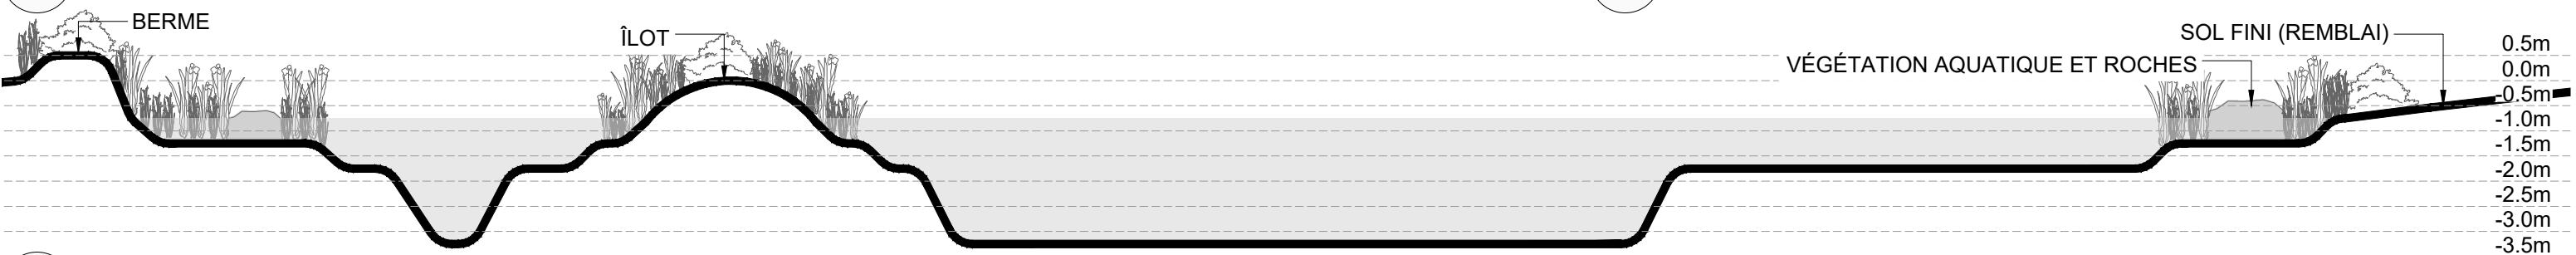 BERME
ÎLOT
SOL FINI (REMBLAI)
VÉGÉTATION AQUATIQUE ET ROCHES
0.5m
0.0m
-0.5m
-1.0m
-1.5m
-2.0m
-2.5m
-3.0m
-3.5m